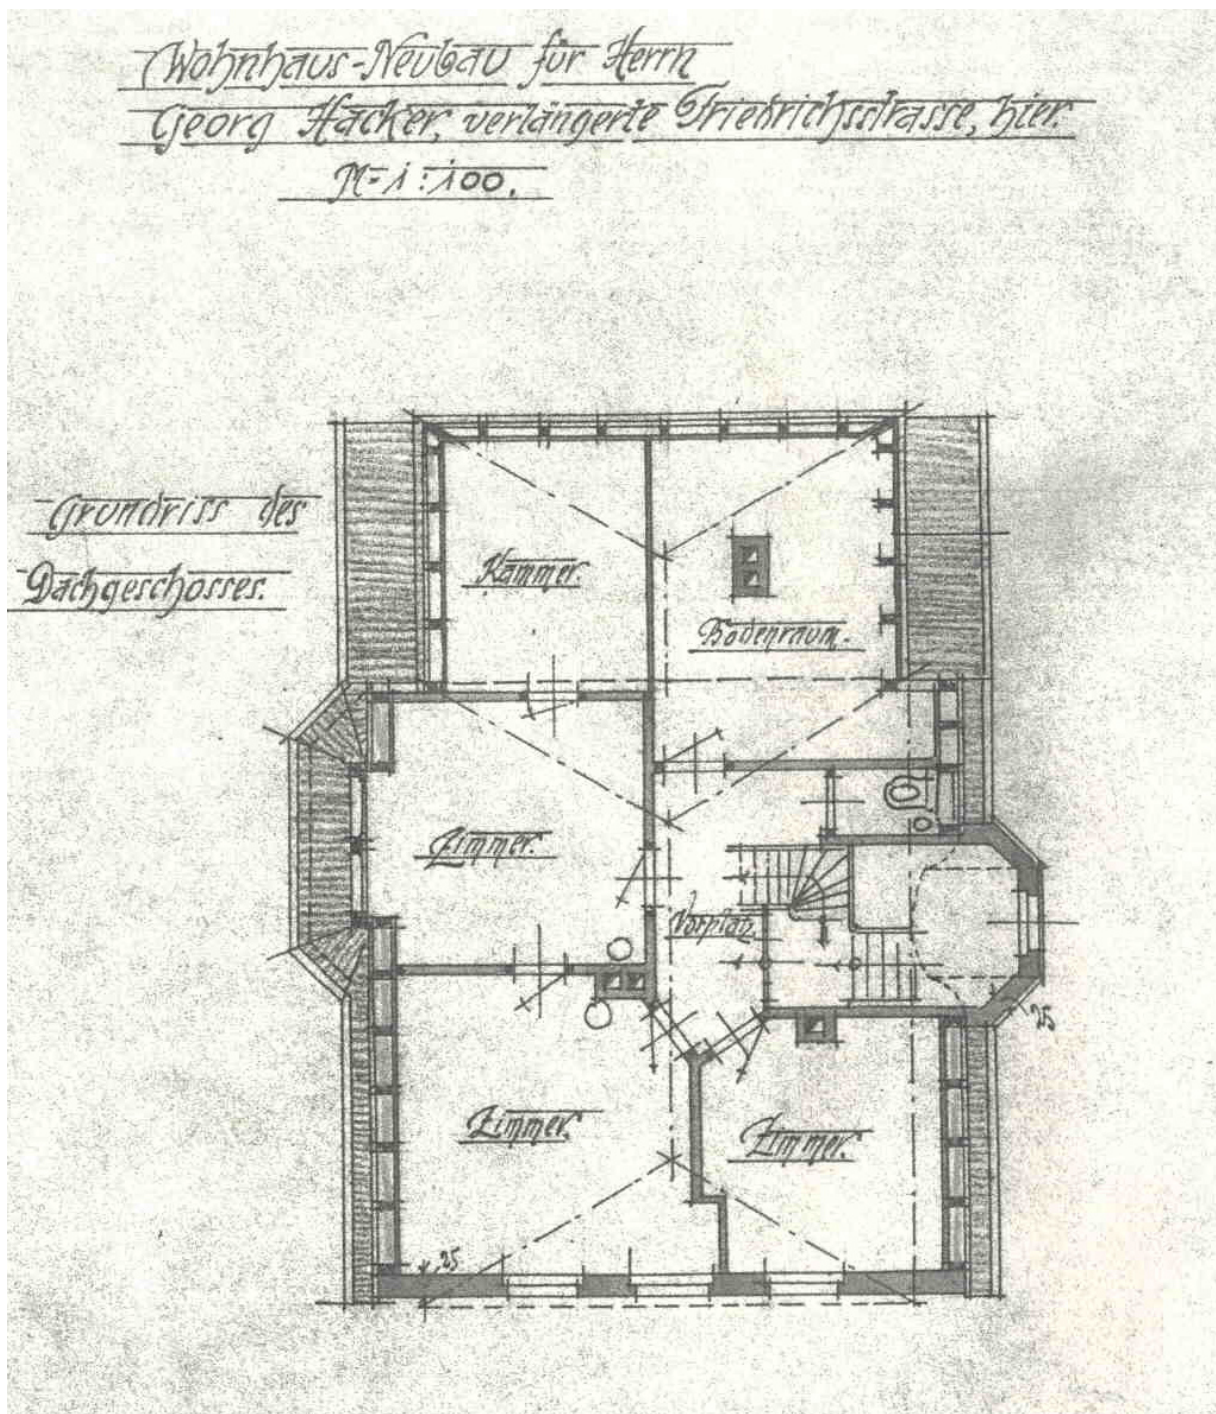 Wohnhaus-Neubau für Herrn
Georg Hacker, verlängerte Friedrichsstrasse, hier.
M = 1 : 100.
Grundriss des
Dachgeschosses.
Kammer.
Bodenraum.
Zimmer.
Vorplatz.
25
Zimmer.
Zimmer.
25